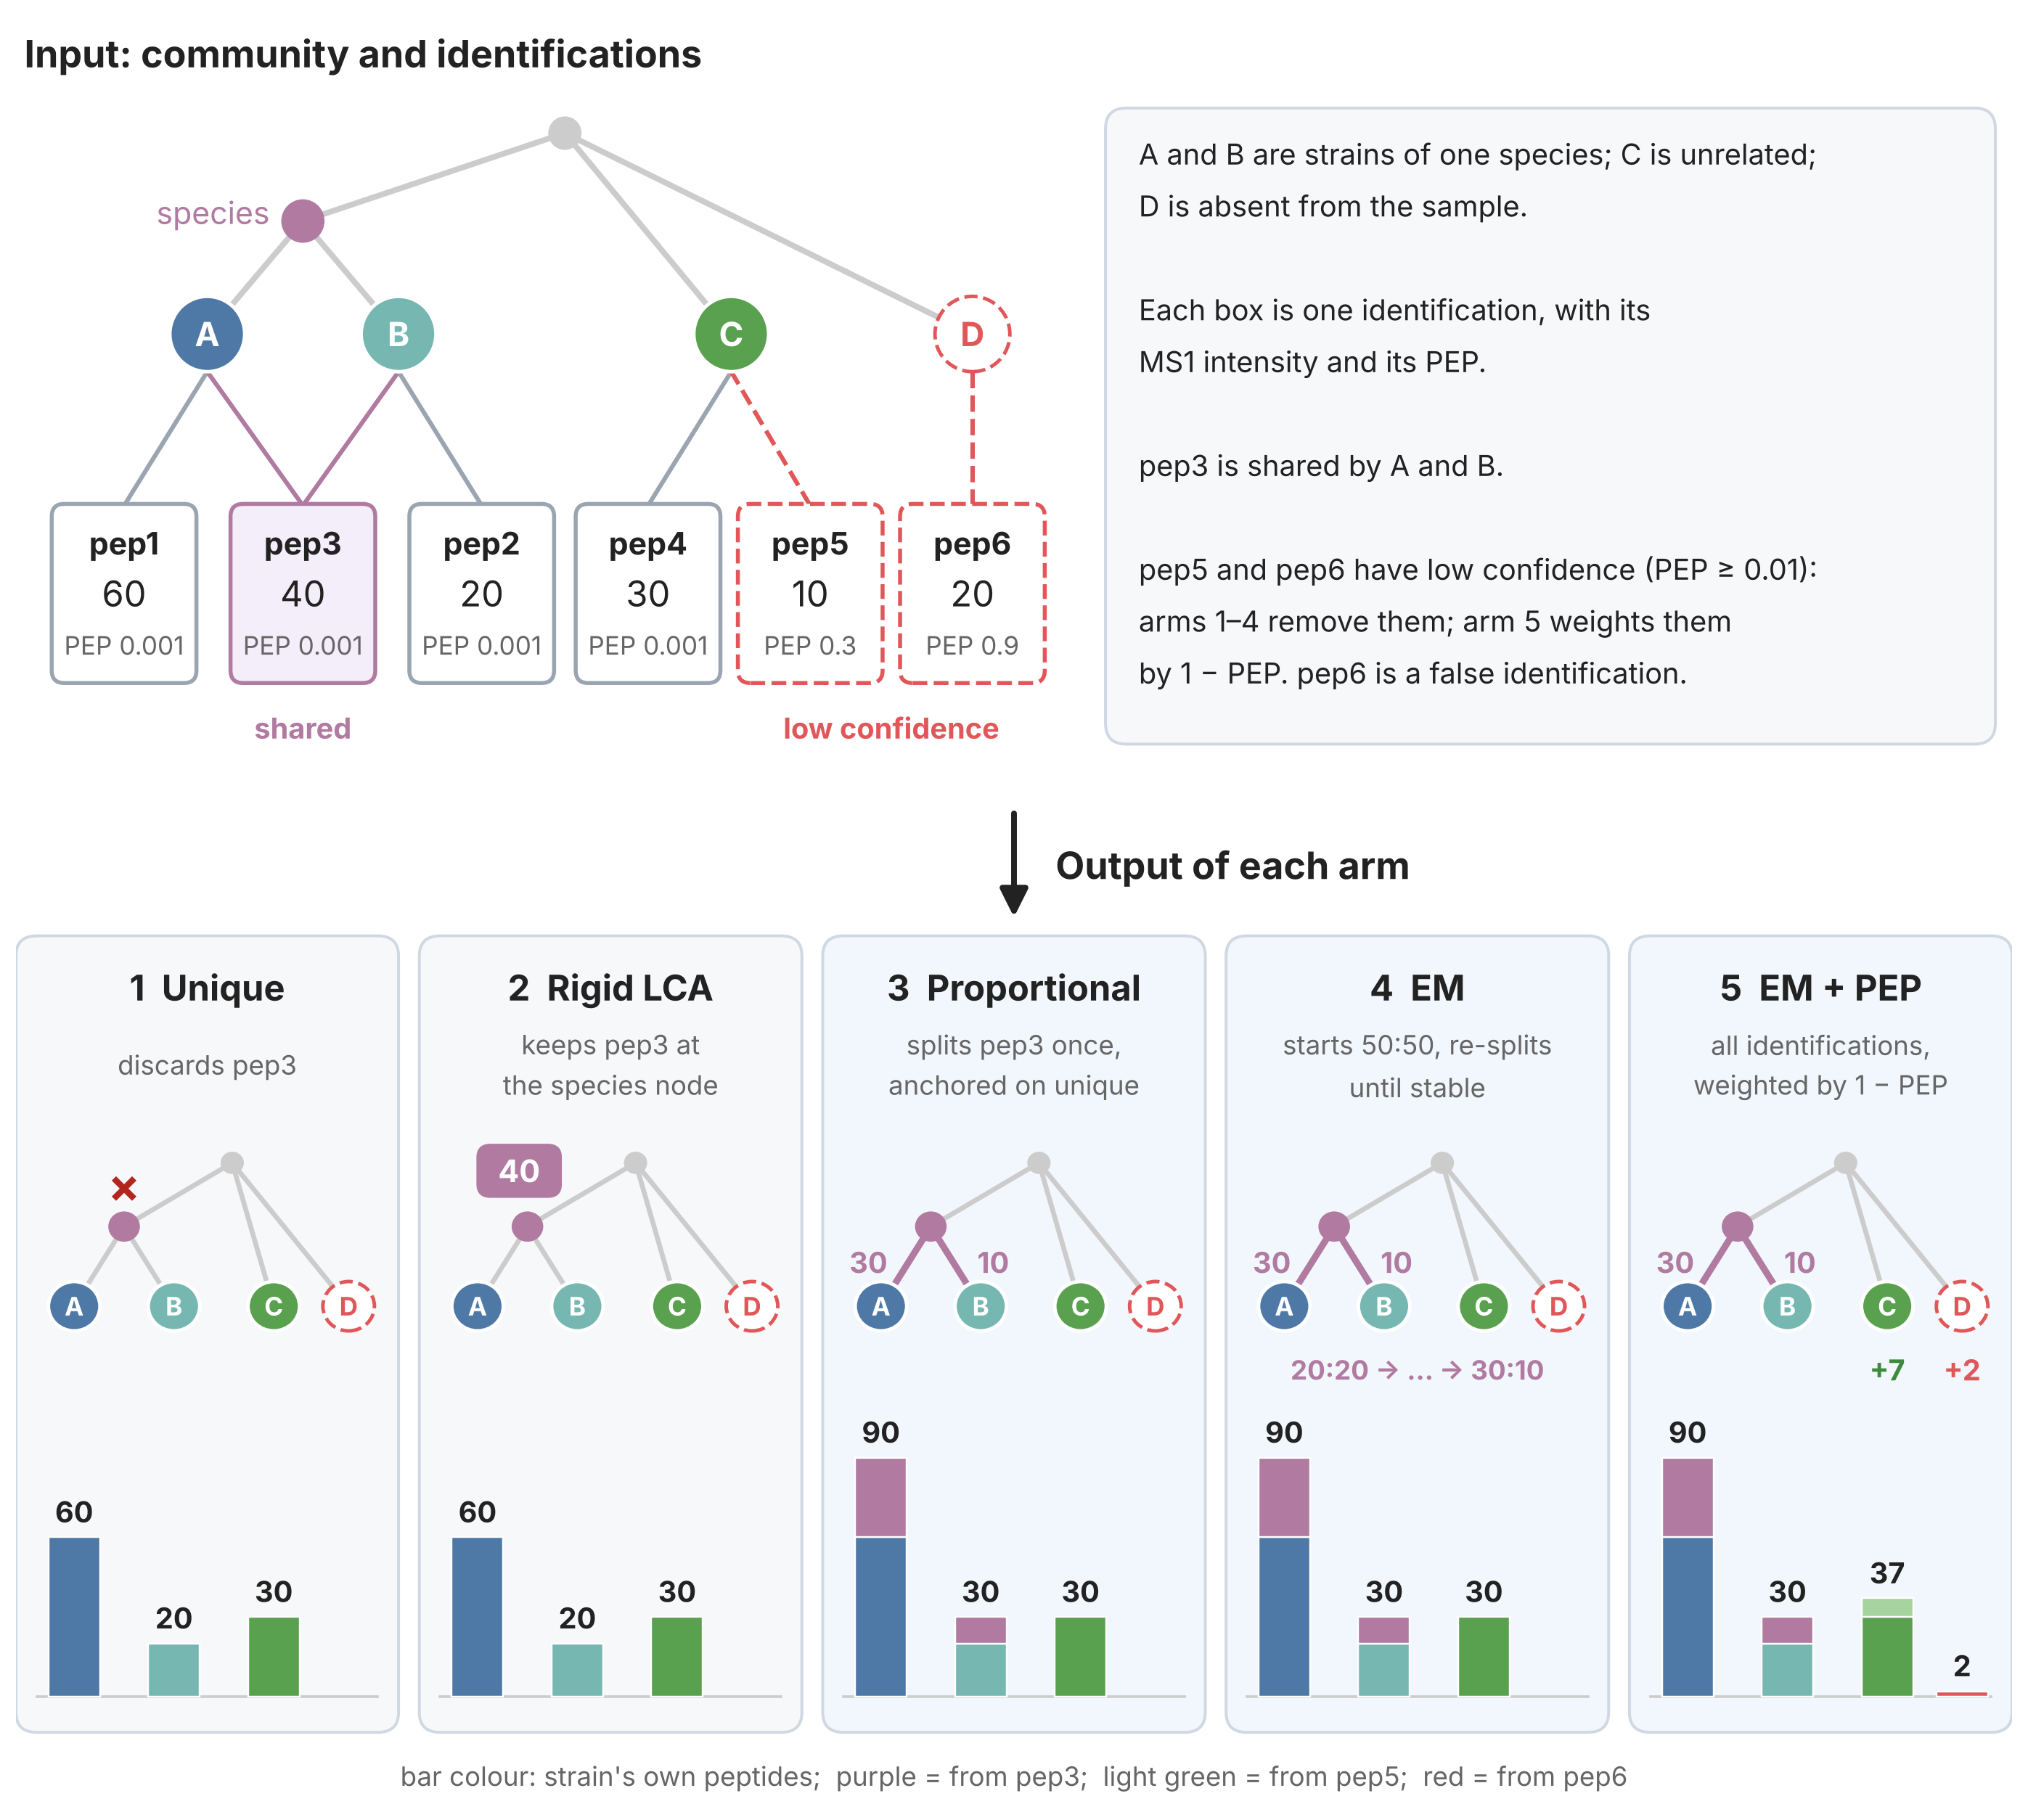 Input: community and identifications
species
A
B
C
D
pep1
60
PEP 0.001
pep3
40
PEP 0.001
pep2
20
PEP 0.001
pep4
30
PEP 0.001
pep5
10
PEP 0.3
pep6
20
PEP 0.9
shared
low confidence
A and B are strains of one species; C is unrelated;
D is absent from the sample.
Each box is one identification, with its
MS1 intensity and its PEP.
pep3 is shared by A and B.
pep5 and pep6 have low confidence (PEP ≥ 0.01):
arms 1–4 remove them; arm 5 weights them
by 1 − PEP. pep6 is a false identification.
Output of each arm
1 Unique
discards pep3
A
B
C
D
60
20
30
2 Rigid LCA
keeps pep3 at
the species node
40
A
B
C
D
60
20
30
3 Proportional
splits pep3 once,
anchored on unique
30
10
A
B
C
D
90
30
30
4 EM
starts 50:50, re-splits
until stable
30
10
A
B
C
D
20:20 → ... → 30:10
90
30
30
5 EM + PEP
all identifications,
weighted by 1 − PEP
30
10
A
B
C
D
+7
+2
90
30
37
2
bar colour: strain's own peptides; purple = from pep3; light green = from pep5; red = from pep6